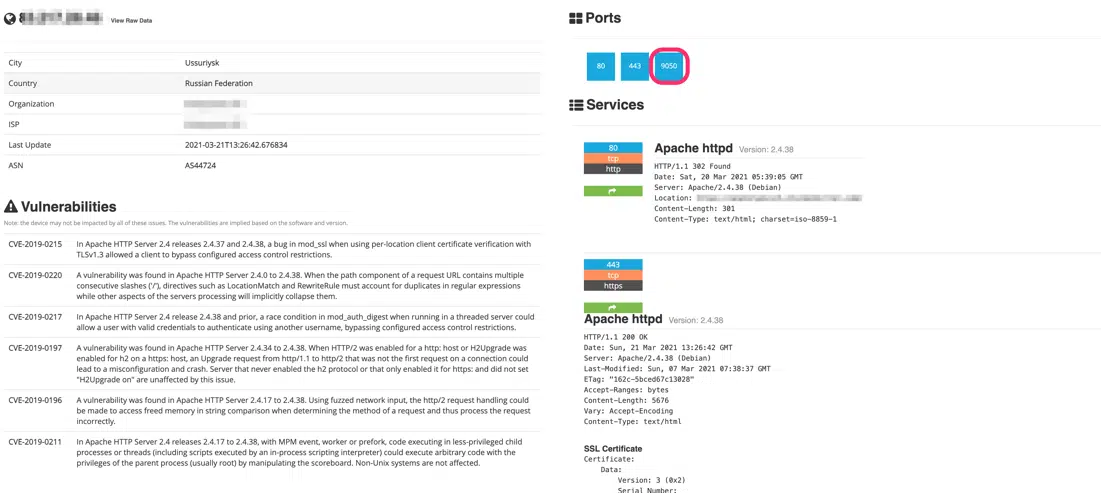 View Raw Data
City Ussuriysk
Country Russian Federation
Organization
ISP
Last Update 2021-03-21T13:26:42.676834
ASN AS44724
Vulnerabilities
Note: the device may not be impacted by all of these issues. The vulnerabilities are implied based on the software and version.
CVE-2019-0215 In Apache HTTP Server 2.4 releases 2.4.37 and 2.4.38, a bug in mod_ssl when using per-location client certificate verification with
TLSv1.3 allowed a client to bypass configured access control restrictions.
CVE-2019-0220 A vulnerability was found in Apache HTTP Server 2.4.0 to 2.4.38. When the path component of a request URL contains multiple
consecutive slashes ('/'), directives such as LocationMatch and RewriteRule must account for duplicates in regular expressions
while other aspects of the servers processing will implicitly collapse them.
CVE-2019-0217 In Apache HTTP Server 2.4 release 2.4.38 and prior, a race condition in mod_auth_digest when running in a threaded server could
allow a user with valid credentials to authenticate using another username, bypassing configured access control restrictions.
CVE-2019-0197 A vulnerability was found in Apache HTTP Server 2.4.34 to 2.4.38. When HTTP/2 was enabled for a http: host or H2Upgrade was
enabled for h2 on a https: host, an Upgrade request from http/1.1 to http/2 that was not the first request on a connection could
lead to a misconfiguration and crash. Server that never enabled the h2 protocol or that only enabled it for https: and did not set
"H2Upgrade on" are unaffected by this issue.
CVE-2019-0196 A vulnerability was found in Apache HTTP Server 2.4.17 to 2.4.38. Using fuzzed network input, the http/2 request handling could
be made to access freed memory in string comparison when determining the method of a request and thus process the request
incorrectly.
CVE-2019-0211 In Apache HTTP Server 2.4 releases 2.4.17 to 2.4.38, with MPM event, worker or prefork, code executing in less-privileged child
processes or threads (including scripts executed by an in-process scripting interpreter) could execute arbitrary code with the
privileges of the parent process (usually root) by manipulating the scoreboard. Non-Unix systems are not affected.
Ports
80 443 9050
Services
80
tcp
http
Apache httpd Version: 2.4.38
HTTP/1.1 302 Found
Date: Sat, 20 Mar 2021 05:39:05 GMT
Server: Apache/2.4.38 (Debian)
Location:
Content-Length: 301
Content-Type: text/html; charset=iso-8859-1
443
tcp
https
Apache httpd Version: 2.4.38
HTTP/1.1 200 OK
Date: Sun, 21 Mar 2021 13:26:42 GMT
Server: Apache/2.4.38 (Debian)
Last-Modified: Sun, 07 Mar 2021 07:38:37 GMT
ETag: "162c-5bced67c13028"
Accept-Ranges: bytes
Content-Length: 5676
Vary: Accept-Encoding
Content-Type: text/html
SSL Certificate
Certificate:
Data:
Version: 3 (0x2)
Serial Number: